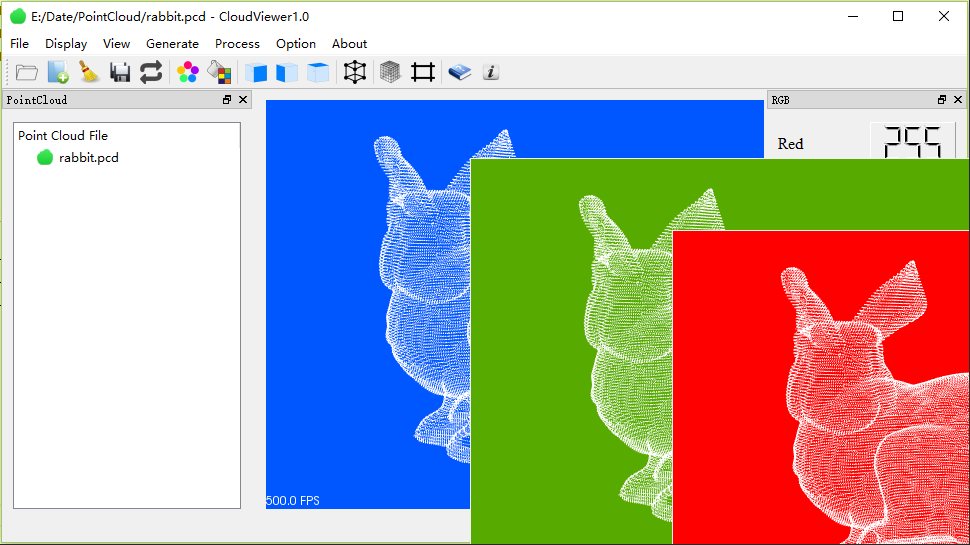 E:/Date/PointCloud/rabbit.pcd - CloudViewer1.0
File Display View Generate Process Option About
PointCloud
RGB
Point Cloud File
rabbit.pcd
Red
255
500.0 FPS